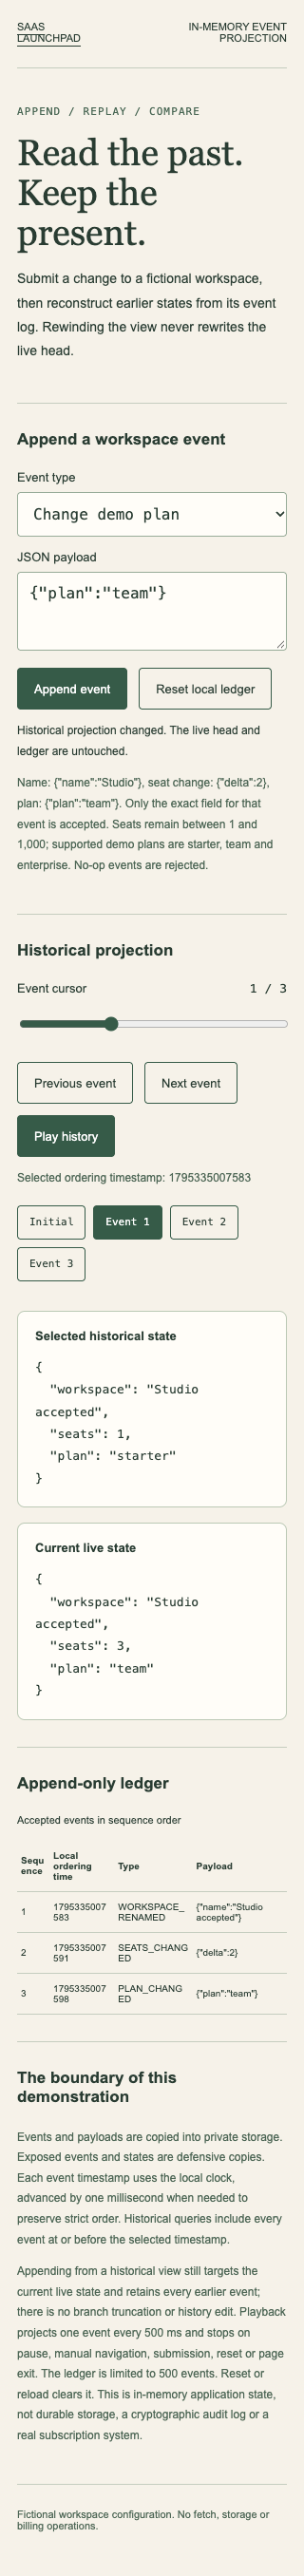 SAAS
LAUNCHPAD
IN-MEMORY EVENT
PROJECTION
APPEND / REPLAY / COMPARE
Read the past.
Keep the
present.
Submit a change to a fictional workspace,
then reconstruct earlier states from its event
log. Rewinding the view never rewrites the
live head.
Append a workspace event
Event type
Change demo plan
JSON payload
{"plan":"team"}
Append event
Reset local ledger
Historical projection changed. The live head and
ledger are untouched.
Name: {"name":"Studio"}, seat change: {"delta":2},
plan: {"plan":"team"}. Only the exact field for that
event is accepted. Seats remain between 1 and
1,000; supported demo plans are starter, team and
enterprise. No-op events are rejected.
Historical projection
Event cursor
1 / 3
Previous event
Next event
Play history
Selected ordering timestamp: 1795335007583
Initial
Event 1
Event 2
Event 3
Selected historical state
{
"workspace": "Studio
accepted",
"seats": 1,
"plan": "starter"
}
Current live state
{
"workspace": "Studio
accepted",
"seats": 3,
"plan": "team"
}
Append-only ledger
Accepted events in sequence order
Sequ
ence
Local
ordering
time
Type
Payload
1
1795335007
583
WORKSPACE_
RENAMED
{"name":"Studio
accepted"}
2
1795335007
591
SEATS_CHANG
ED
{"delta":2}
3
1795335007
598
PLAN_CHANG
ED
{"plan":"team"}
The boundary of this
demonstration
Events and payloads are copied into private storage.
Exposed events and states are defensive copies.
Each event timestamp uses the local clock,
advanced by one millisecond when needed to
preserve strict order. Historical queries include every
event at or before the selected timestamp.
Appending from a historical view still targets the
current live state and retains every earlier event;
there is no branch truncation or history edit. Playback
projects one event every 500 ms and stops on
pause, manual navigation, submission, reset or page
exit. The ledger is limited to 500 events. Reset or
reload clears it. This is in-memory application state,
not durable storage, a cryptographic audit log or a
real subscription system.
Fictional workspace configuration. No fetch, storage or
billing operations.